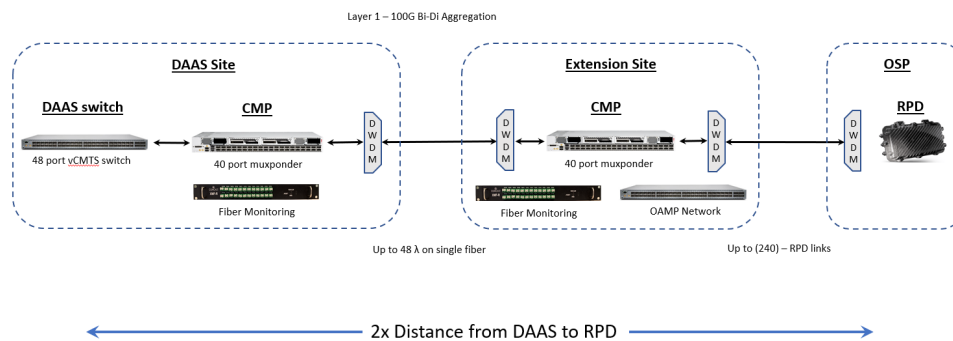 Layer 1 – 100G Bi-Di Aggregation
DAAS Site
Extension Site
OSP
DAAS switch
CMP
CMP
RPD
D
W
D
M
D
W
D
M
D
W
D
M
D
W
D
M
48 port vCMTS switch
40 port muxponder
40 port muxponder
Fiber Monitoring
Fiber Monitoring
OAMP Network
Up to 48 λ on single fiber
Up to (240) – RPD links
2x Distance from DAAS to RPD